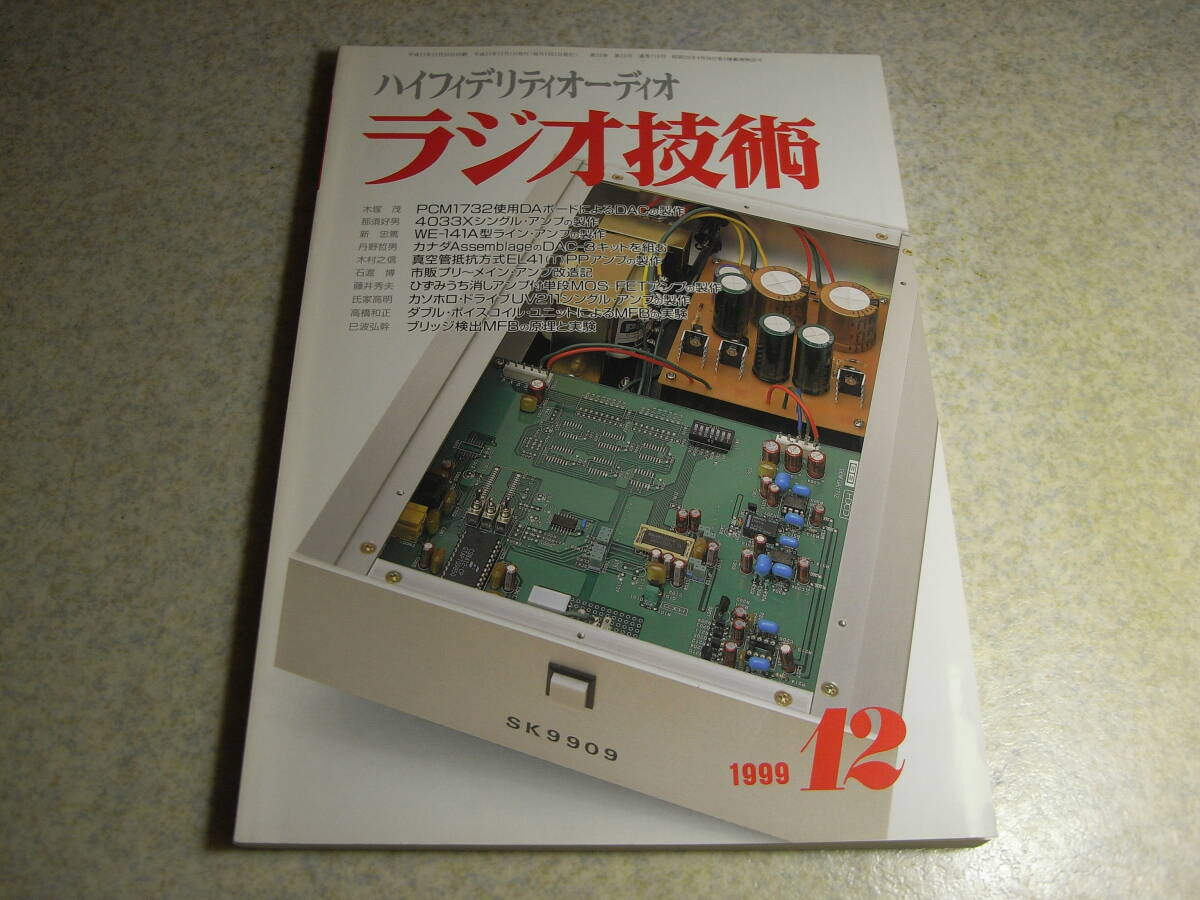 ハイフィデリティオーディオ
ラジオ技術
木塚 茂 PCM1732使用DAボードによるDACの製作
那須好男 4033Xシングル・アンプの製作
新 忠篤 WE-141A型ライン・アンプの製作
丹野哲男 カナダAssemblageのDAC-3キットを組む
木村之信 真空管抵抗方式EL41(T)PPアンプの製作
石渡 博 市販プリ〜メイン・アンプ改造記
藤井秀夫 ひずみうち消しアンプ付単段MOS-FETアンプの製作
氏家高明 カソホロ・ドライブUV211シングル・アンプの製作
高橋和正 ダブル・ボイスコイル・ユニットによるMFBの実験
巳波弘幹 ブリッジ検出MFBの原理と実験
SK9909
1999 12